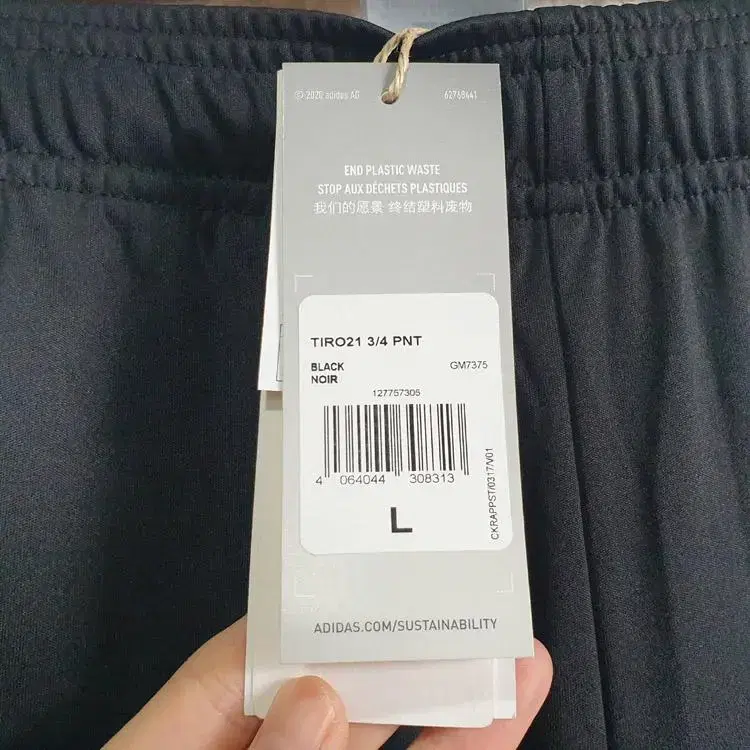 © 2020 adidas AG
62768441
END PLASTIC WASTE
STOP AUX DÉCHETS PLASTIQUES
我们的愿景 终结塑料废物
TIRO21 3/4 PNT
BLACK
GM7375
NOIR
127757305
4 064044 308313
L
CKRAPPST/0317/V01
ADIDAS.COM/SUSTAINABILITY